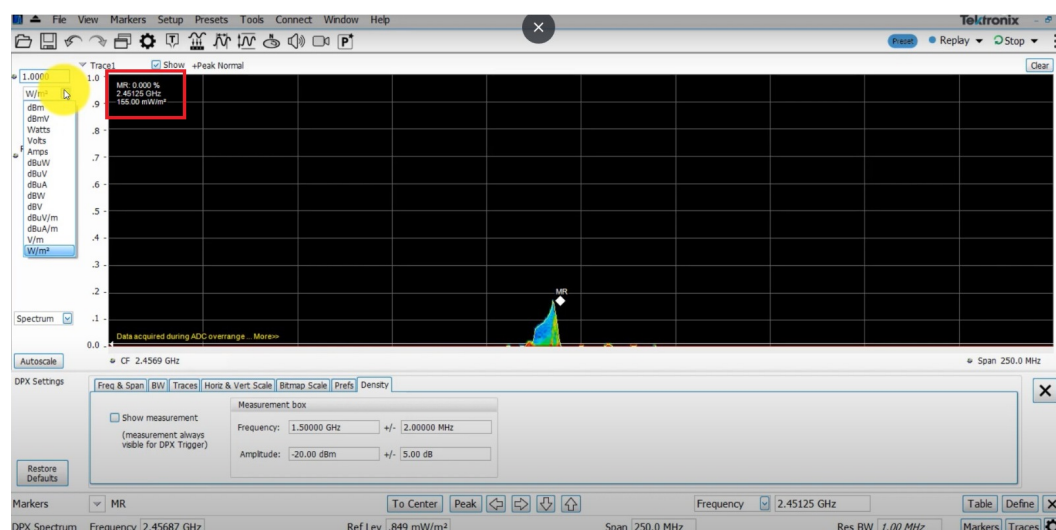 File View Markers Setup Presets Tools Connect Window Help
Tektronix
Preset Replay Stop
Trace1 Show +Peak Normal
Clear
1.0000
W/m²
dBm
dBmV
Watts
Volts
Amps
dBuW
dBuV
dBuA
dBW
dBV
dBuV/m
dBuA/m
V/m
W/m²
Spectrum
Autoscale
1.0
.9
.8
.7
.6
.5
.4
.3
.2
.1
0.0
MR: 0.000 %
2.45125 GHz
155.00 mW/m²
MR
Data acquired during ADC overrange... More>>
CF 2.4569 GHz
Span 250.0 MHz
DPX Settings
Freq & Span BW Traces Horiz & Vert Scale Bitmap Scale Prefs Density
Show measurement
(measurement always
visible for DPX Trigger)
Measurement box
Frequency: 1.50000 GHz +/- 2.00000 MHz
Amplitude: -20.00 dBm +/- 5.00 dB
Restore
Defaults
Markers MR To Center Peak Frequency 2.45125 GHz Table Define
DPX Spectrum Frequency 2.45687 GHz Ref Lev .849 mW/m² Span 250.0 MHz Res BW 1.00 MHz Markers Traces